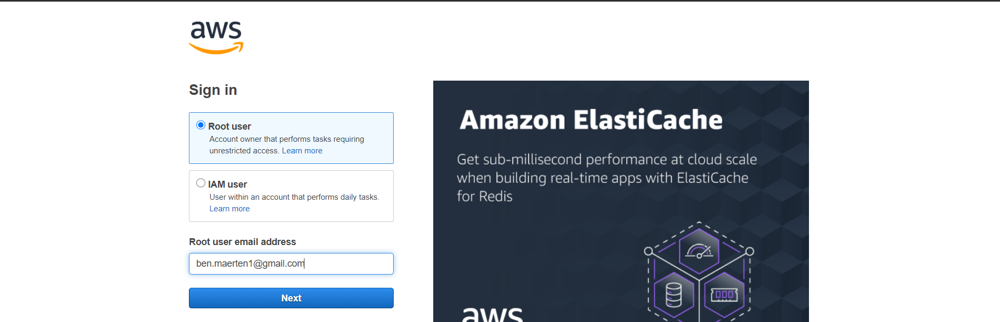 aws
Sign in
Root user
Account owner that performs tasks requiring
unrestricted access. Learn more
IAM user
User within an account that performs daily tasks.
Learn more
Root user email address
ben.maerten1@gmail.com
Next
Amazon ElastiCache
Get sub-millisecond performance at cloud scale
when building real-time apps with ElastiCache
for Redis
aws